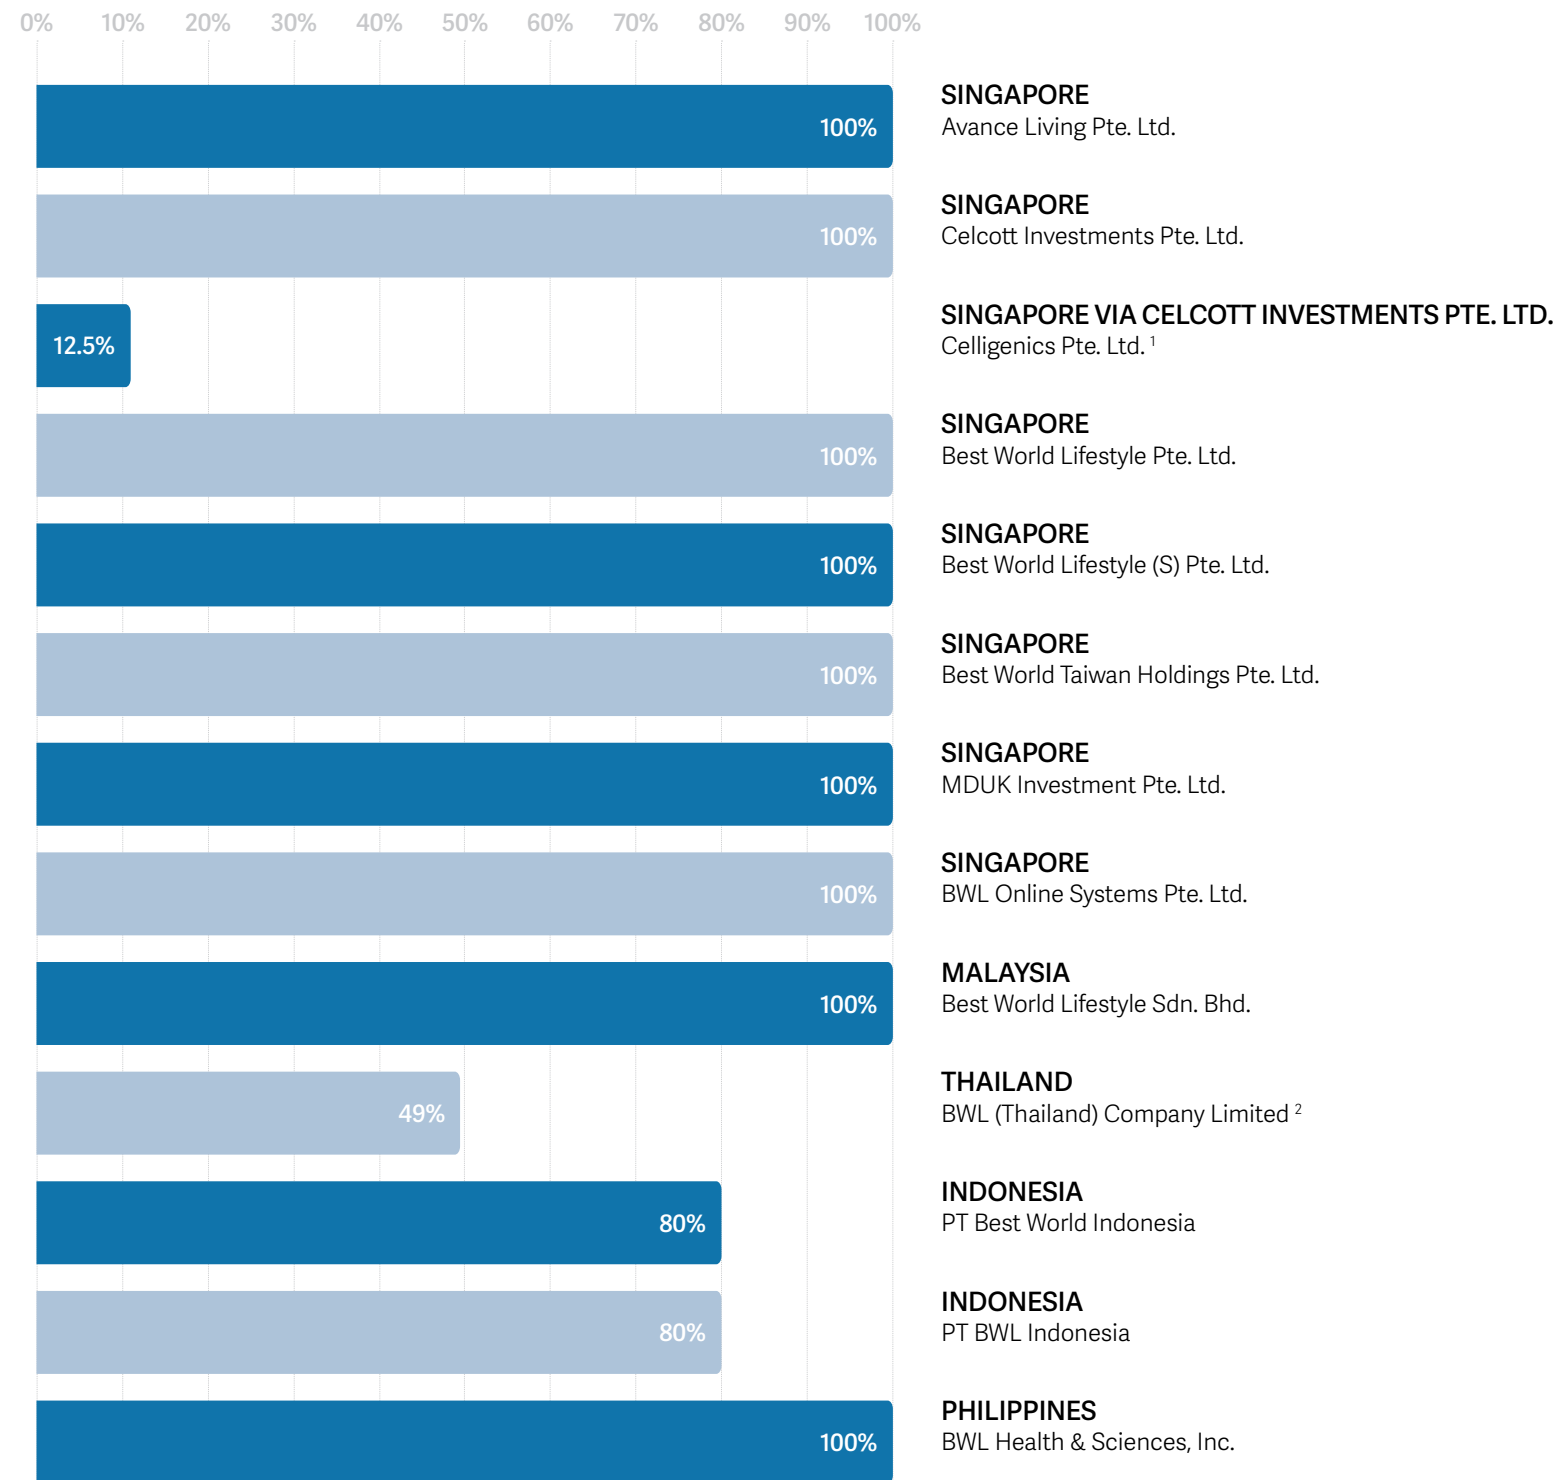 0% 10% 20% 30% 40% 50% 60% 70% 80% 90% 100%
SINGAPORE
100%
Avance Living Pte. Ltd.
SINGAPORE
100%
Celcott Investments Pte. Ltd.
SINGAPORE VIA CELCOTT INVESTMENTS PTE. LTD.
12.5%
Celligenics Pte. Ltd. 1
SINGAPORE
100%
Best World Lifestyle Pte. Ltd.
SINGAPORE
100%
Best World Lifestyle (S) Pte. Ltd.
SINGAPORE
100%
Best World Taiwan Holdings Pte. Ltd.
SINGAPORE
100%
MDUK Investment Pte. Ltd.
SINGAPORE
100%
BWL Online Systems Pte. Ltd.
MALAYSIA
100%
Best World Lifestyle Sdn. Bhd.
THAILAND
49%
BWL (Thailand) Company Limited 2
INDONESIA
80%
PT Best World Indonesia
INDONESIA
80%
PT BWL Indonesia
PHILIPPINES
100%
BWL Health & Sciences, Inc.